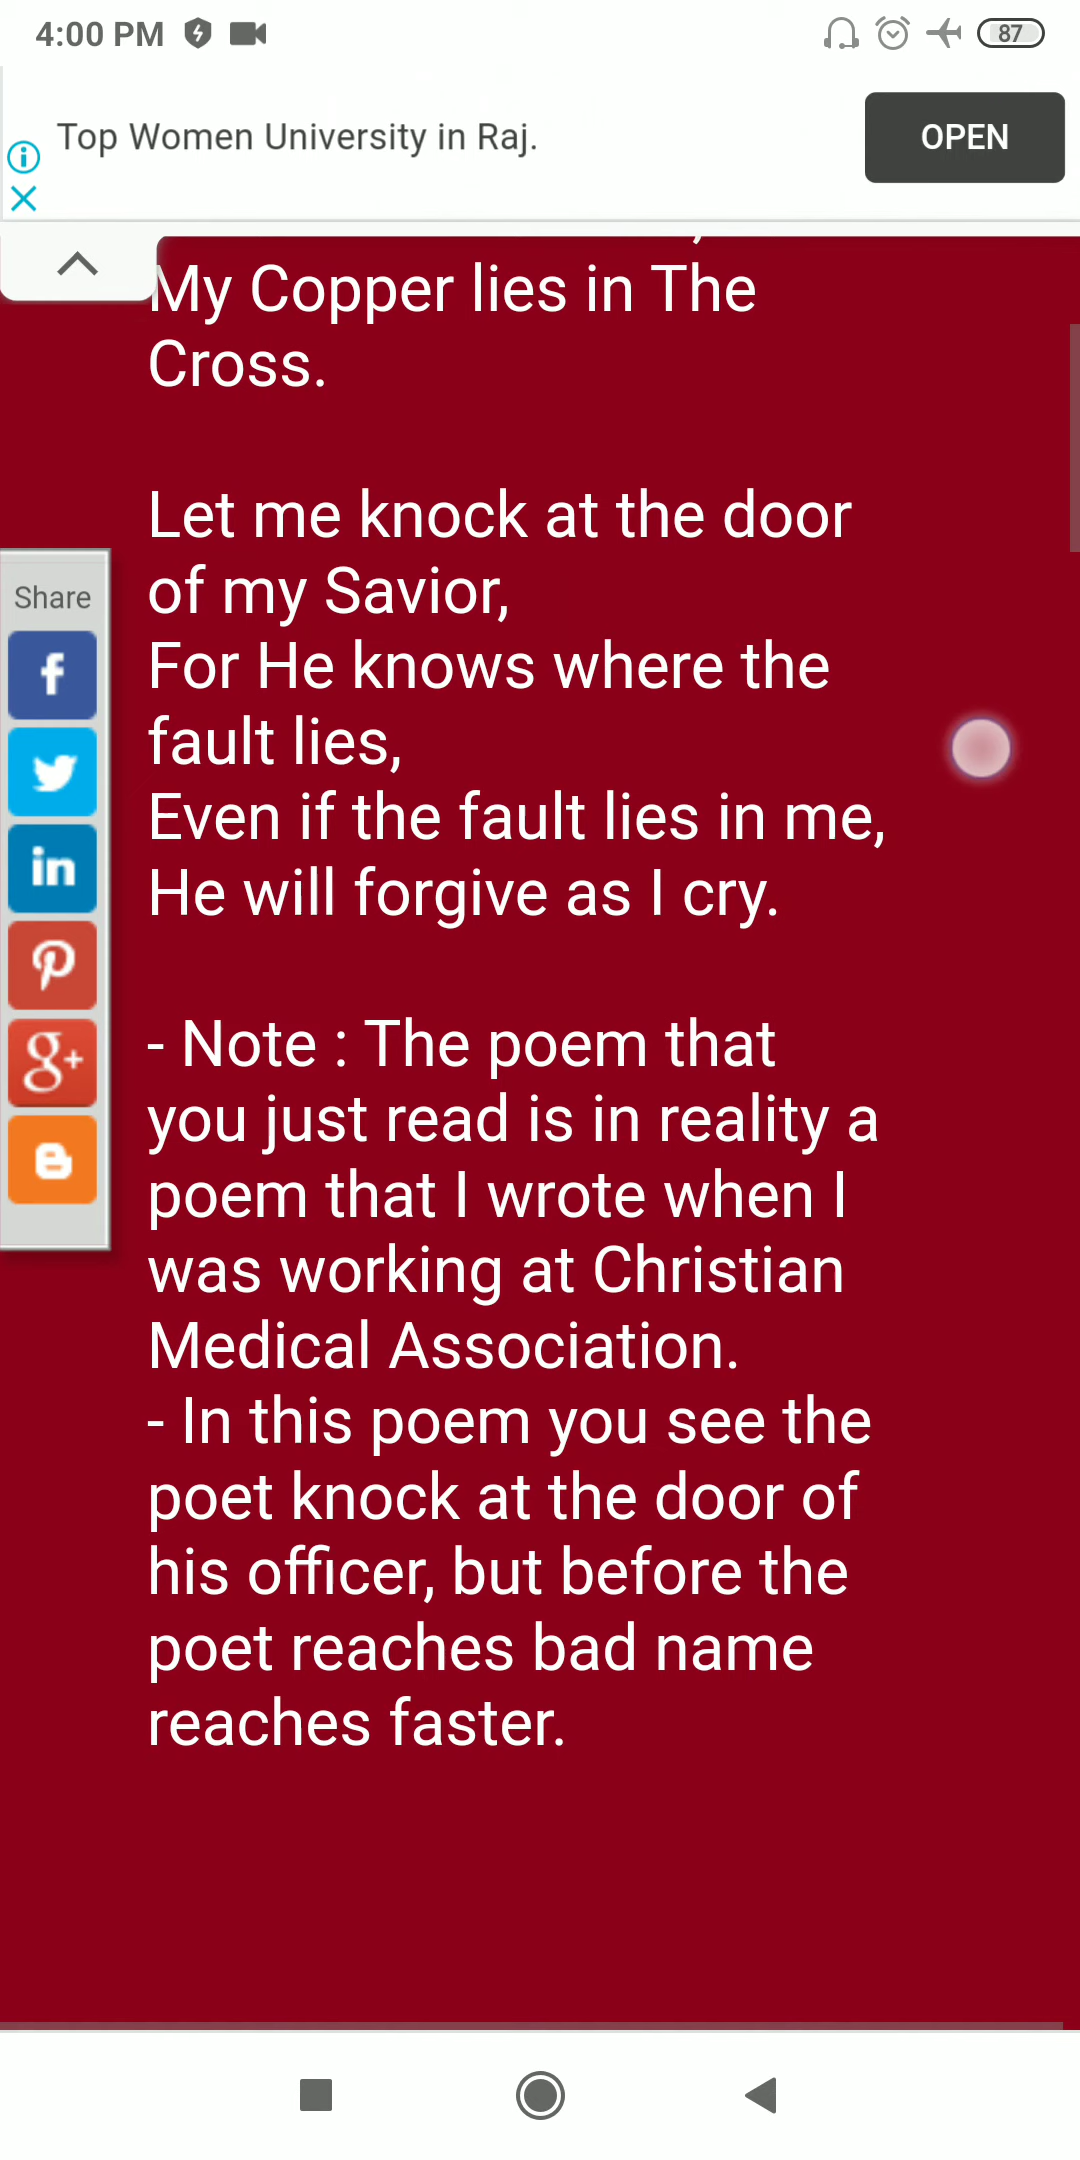 4:00 PM
87
Top Women University in Raj.
OPEN
My Copper lies in The
Cross.
Let me knock at the door
of my Savior,
For He knows where the
fault lies,
Even if the fault lies in me,
He will forgive as I cry.
- Note : The poem that
you just read is in reality a
poem that I wrote when I
was working at Christian
Medical Association.
- In this poem you see the
poet knock at the door of
his officer, but before the
poet reaches bad name
reaches faster.
Share
f
in
g+